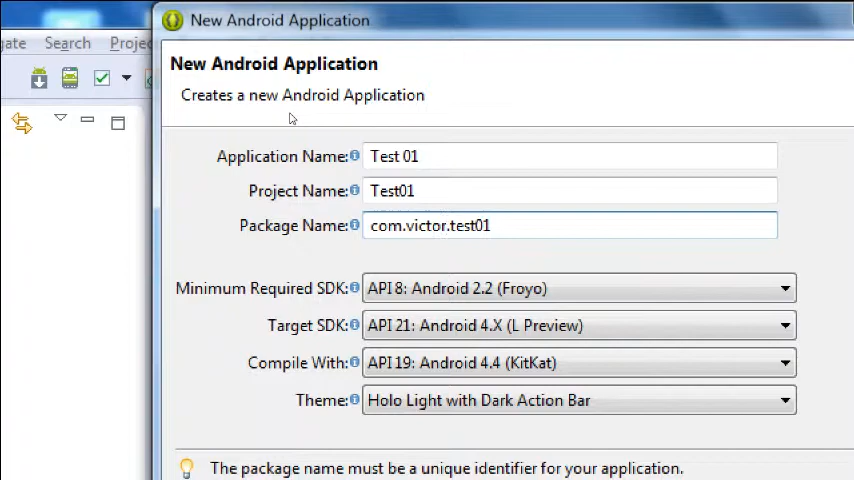 New Android Application
gate Search Projec
New Android Application
Creates a new Android Application
Application Name: Test 01
Project Name: Test01
Package Name: com.victor.test01
Minimum Required SDK: API 8: Android 2.2 (Froyo)
Target SDK: API 21: Android 4.X (L Preview)
Compile With: API 19: Android 4.4 (KitKat)
Theme: Holo Light with Dark Action Bar
The package name must be a unique identifier for your application.